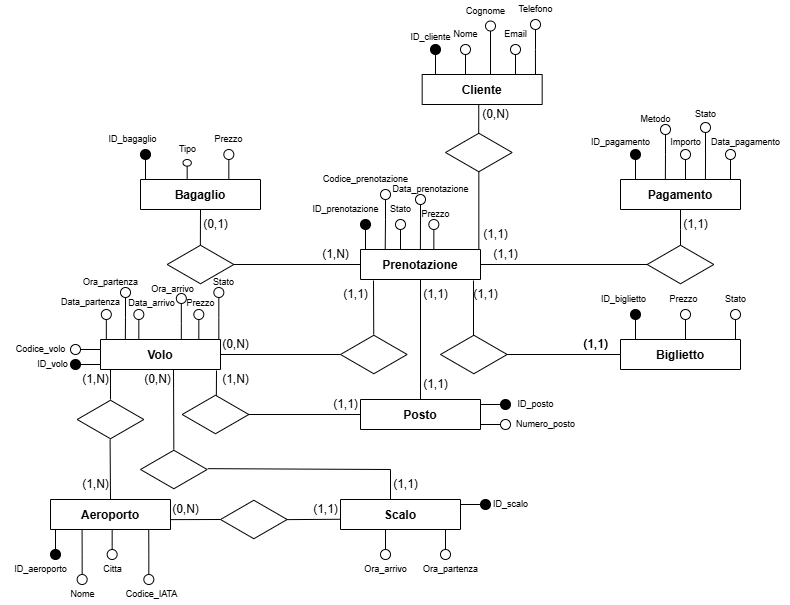 Cognome
Telefono
ID_cliente
Nome
Email
Cliente
(0,N)
ID_bagaglio
Tipo
Prezzo
Bagaglio
(0,1)
Metodo
Stato
ID_pagamento
Importo
Data_pagamento
Pagamento
(1,1)
Codice_prenotazione
Data_prenotazione
ID_prenotazione
Stato
Prezzo
(1,1)
(1,N)
Prenotazione
(1,1)
(1,1)
(1,1)
(1,1)
Ora_partenza
Ora_arrivo
Stato
Data_partenza
Data_arrivo
Prezzo
Codice_volo
ID_volo
Volo
(0,N)
(1,N)
(0,N)
(1,N)
ID_biglietto
Prezzo
Stato
(1,1)
Biglietto
(1,1)
(1,1)
Posto
ID_posto
Numero_posto
(1,N)
(1,1)
Aeroporto
(0,N)
(1,1)
Scalo
ID_scalo
ID_aeroporto
Citta
Nome
Codice_IATA
Ora_arrivo
Ora_partenza